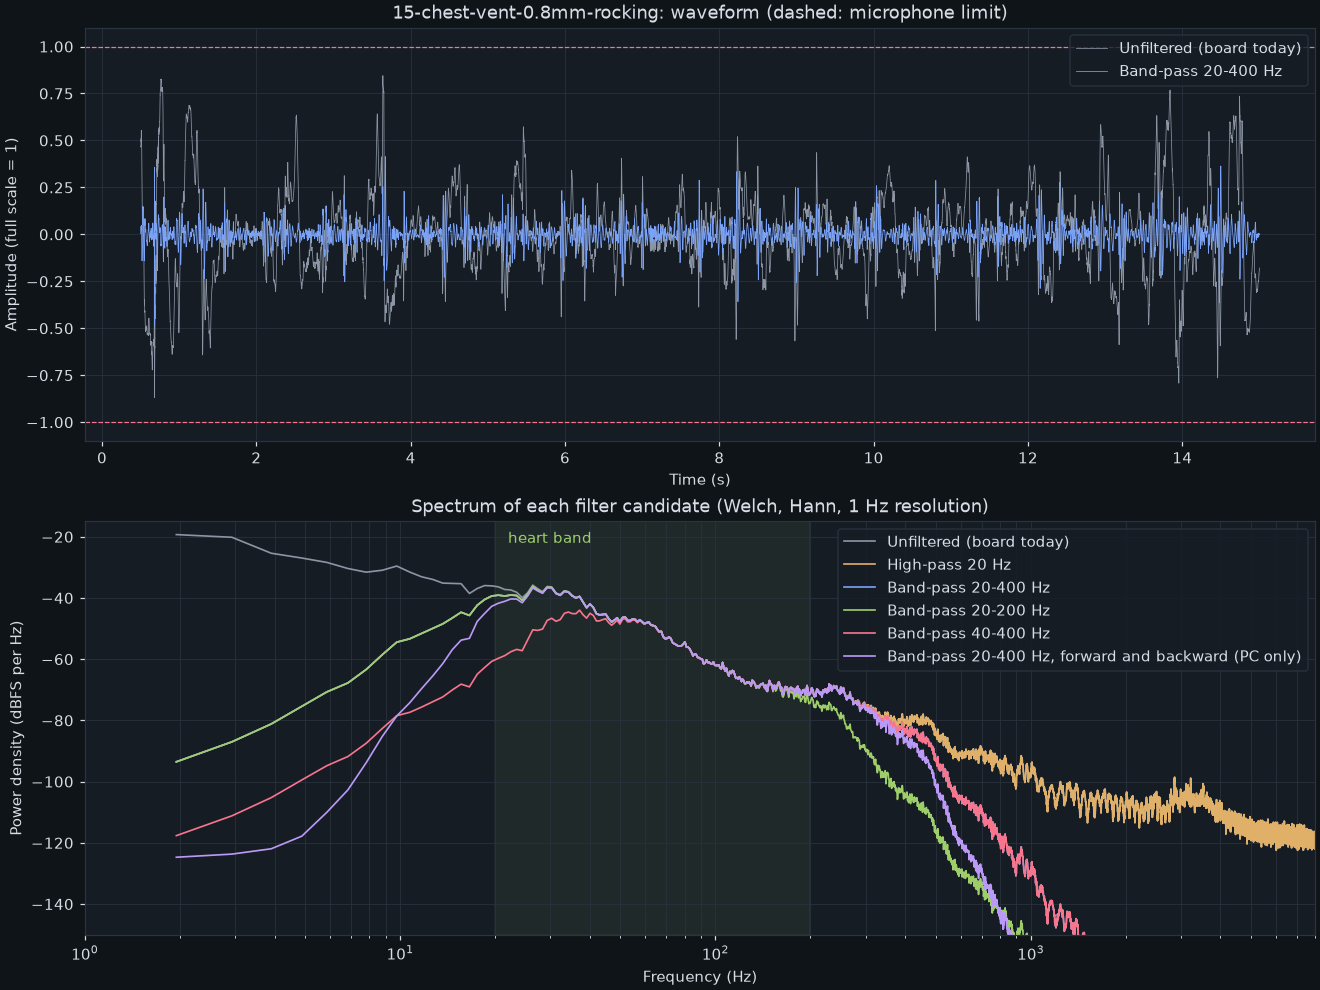 15-chest-vent-0.8mm-rocking: waveform (dashed: microphone limit)
Unfiltered (board today)
Band-pass 20-400 Hz
1.00
0.75
0.50
0.25
0.00
−0.25
−0.50
−0.75
−1.00
Amplitude (full scale = 1)
0 2 4 6 8 10 12 14
Time (s)
Spectrum of each filter candidate (Welch, Hann, 1 Hz resolution)
heart band
Unfiltered (board today)
High-pass 20 Hz
Band-pass 20-400 Hz
Band-pass 20-200 Hz
Band-pass 40-400 Hz
Band-pass 20-400 Hz, forward and backward (PC only)
−20
−40
−60
−80
−100
−120
−140
Power density (dBFS per Hz)
10⁰ 10¹ 10² 10³
Frequency (Hz)